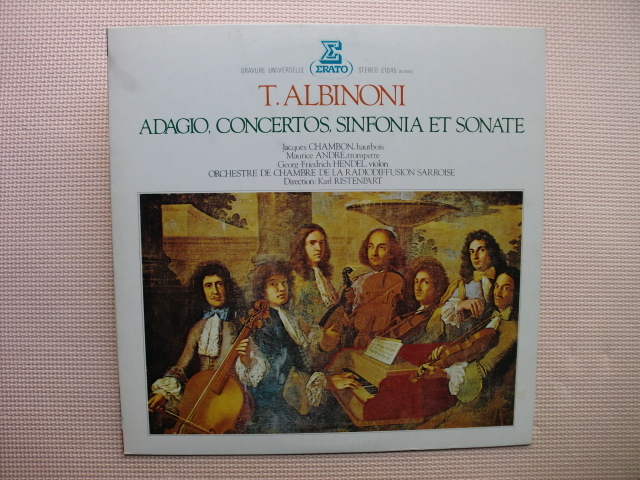 ERATO
GRAVURE UNIVERSELLE STEREO
T. ALBINONI
ADAGIO, CONCERTOS, SINFONIA ET SONATE
Jacques CHAMBON, hautbois
Maurice ANDRE, trompette
Georg-Friedrich HENDEL, violon
ORCHESTRE DE CHAMBRE DE LA RADIODIFFUSION SARROISE
Direction: Karl RISTENPART